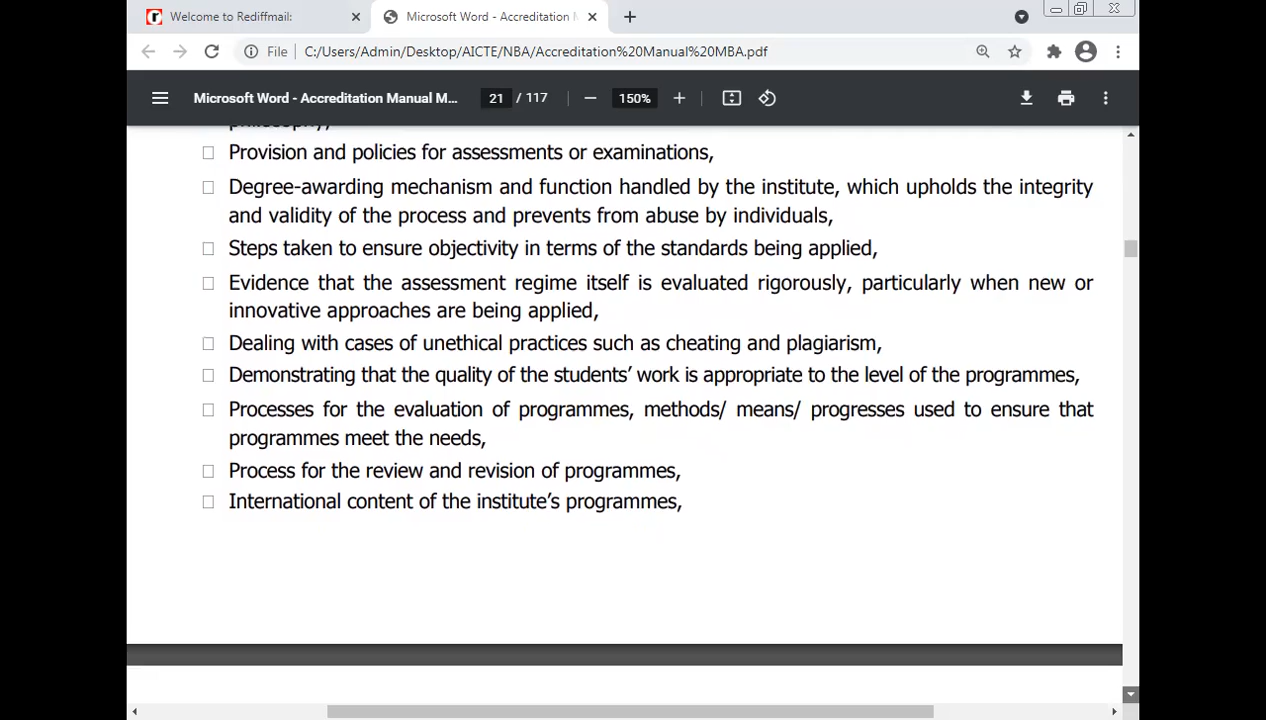 Welcome to Rediffmail:
Microsoft Word - Accreditation M
File C:/Users/Admin/Desktop/AICTE/NBA/Accreditation%20Manual%20MBA.pdf
Microsoft Word - Accreditation Manual M... 21 / 117 150%
philosophy,
Provision and policies for assessments or examinations,
Degree-awarding mechanism and function handled by the institute, which upholds the integrity
and validity of the process and prevents from abuse by individuals,
Steps taken to ensure objectivity in terms of the standards being applied,
Evidence that the assessment regime itself is evaluated rigorously, particularly when new or
innovative approaches are being applied,
Dealing with cases of unethical practices such as cheating and plagiarism,
Demonstrating that the quality of the students’ work is appropriate to the level of the programmes,
Processes for the evaluation of programmes, methods/ means/ progresses used to ensure that
programmes meet the needs,
Process for the review and revision of programmes,
International content of the institute’s programmes,